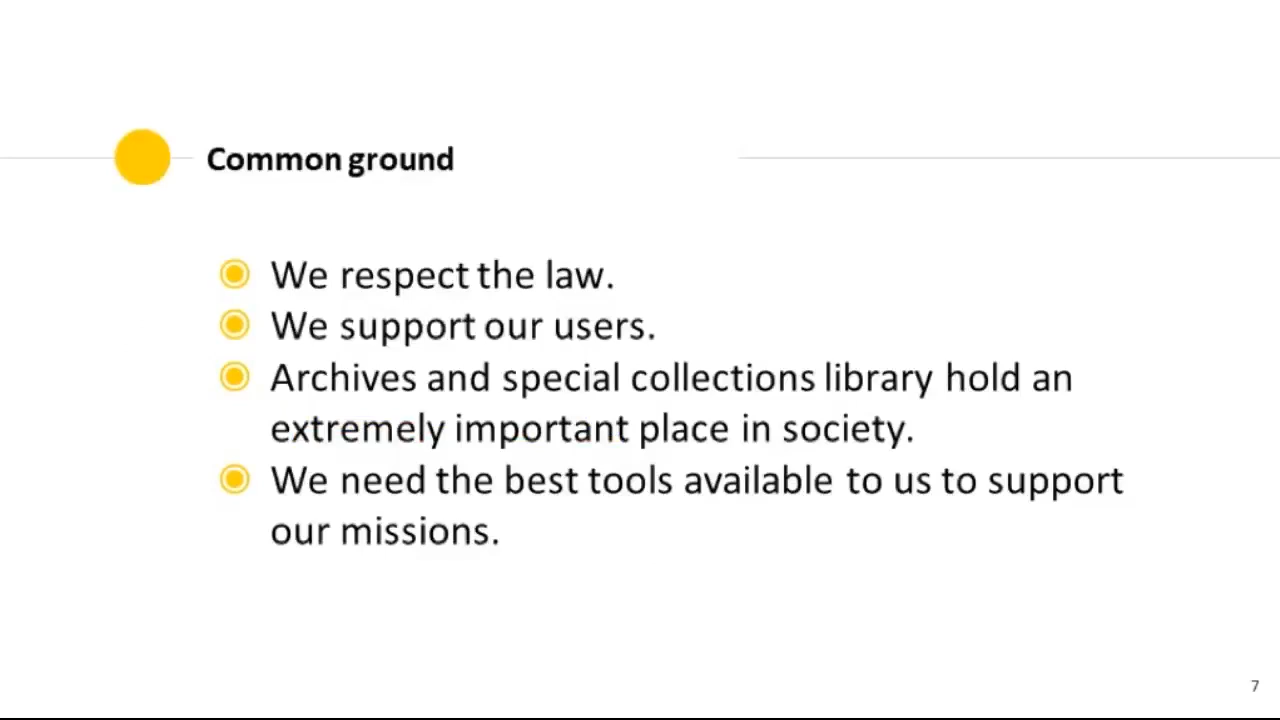 Common ground
We respect the law.
We support our users.
Archives and special collections library hold an
extremely important place in society.
We need the best tools available to us to support
our missions.
7